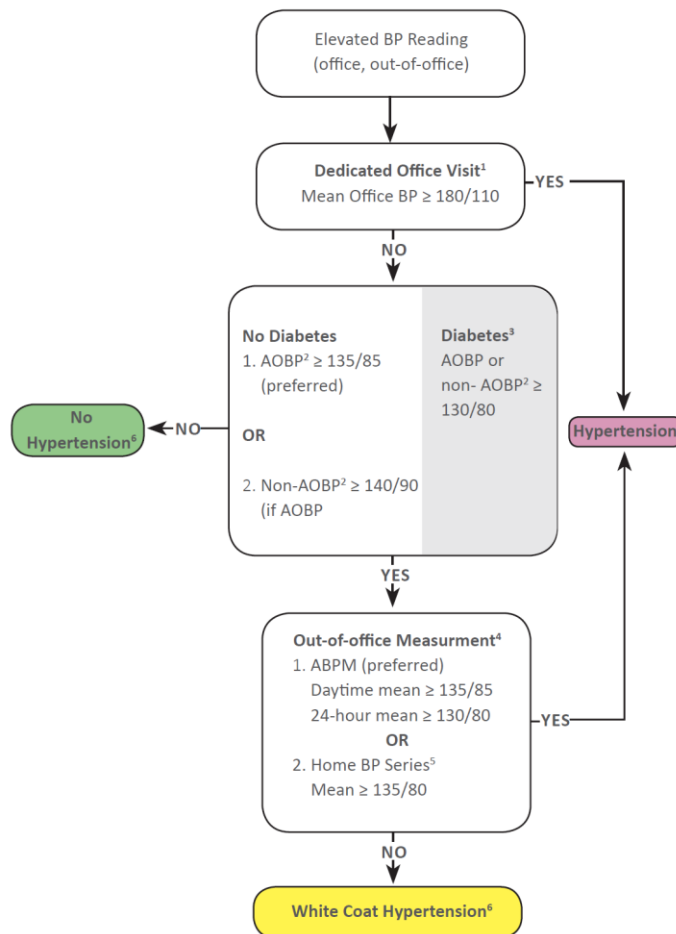 Elevated BP Reading
(office, out-of-office)
Dedicated Office Visit¹
Mean Office BP ≥ 180/110
YES
NO
No Diabetes
1. AOBP² ≥ 135/85
(preferred)
OR
2. Non-AOBP² ≥ 140/90
(if AOBP
Diabetes³
AOBP or
non- AOBP² ≥
130/80
NO
No
Hypertension⁶
Hypertension
YES
Out-of-office Measurment⁴
1. ABPM (preferred)
Daytime mean ≥ 135/85
24-hour mean ≥ 130/80
OR
2. Home BP Series⁵
Mean ≥ 135/80
YES
NO
White Coat Hypertension⁶